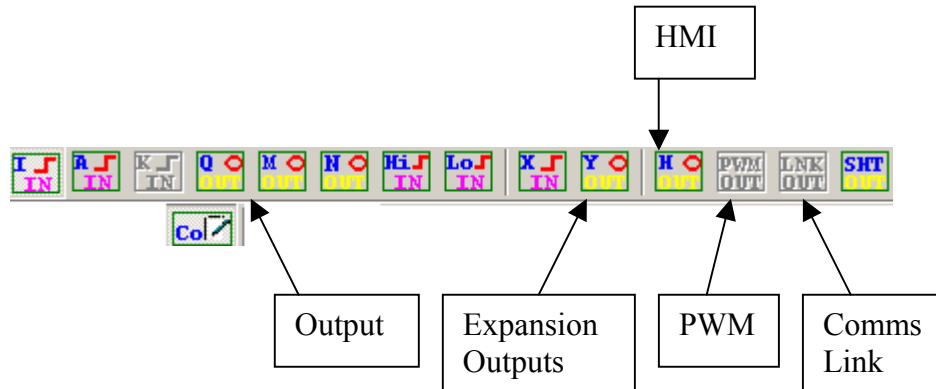 HMI
I A K Q M N Hi Lo X Y H PWM LNK SHT
IN IN IN OUT OUT OUT IN IN IN OUT OUT OUT OUT OUT
Co
Output
Expansion
Outputs
PWM
Comms
Link